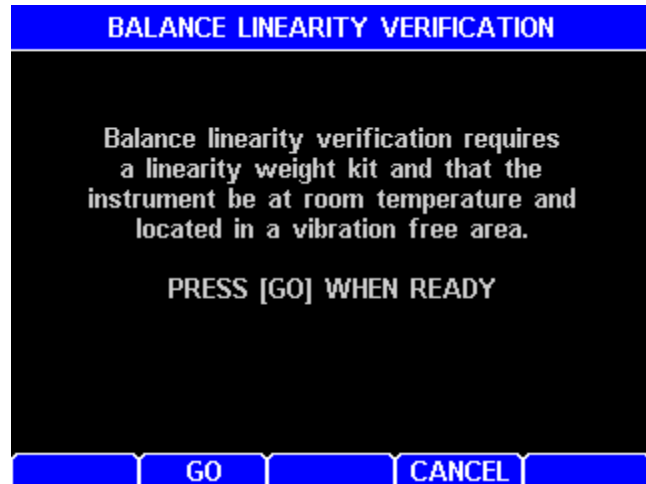 BALANCE LINEARITY VERIFICATION
Balance linearity verification requires
a linearity weight kit and that the
instrument be at room temperature and
located in a vibration free area.
PRESS [GO] WHEN READY
GO CANCEL